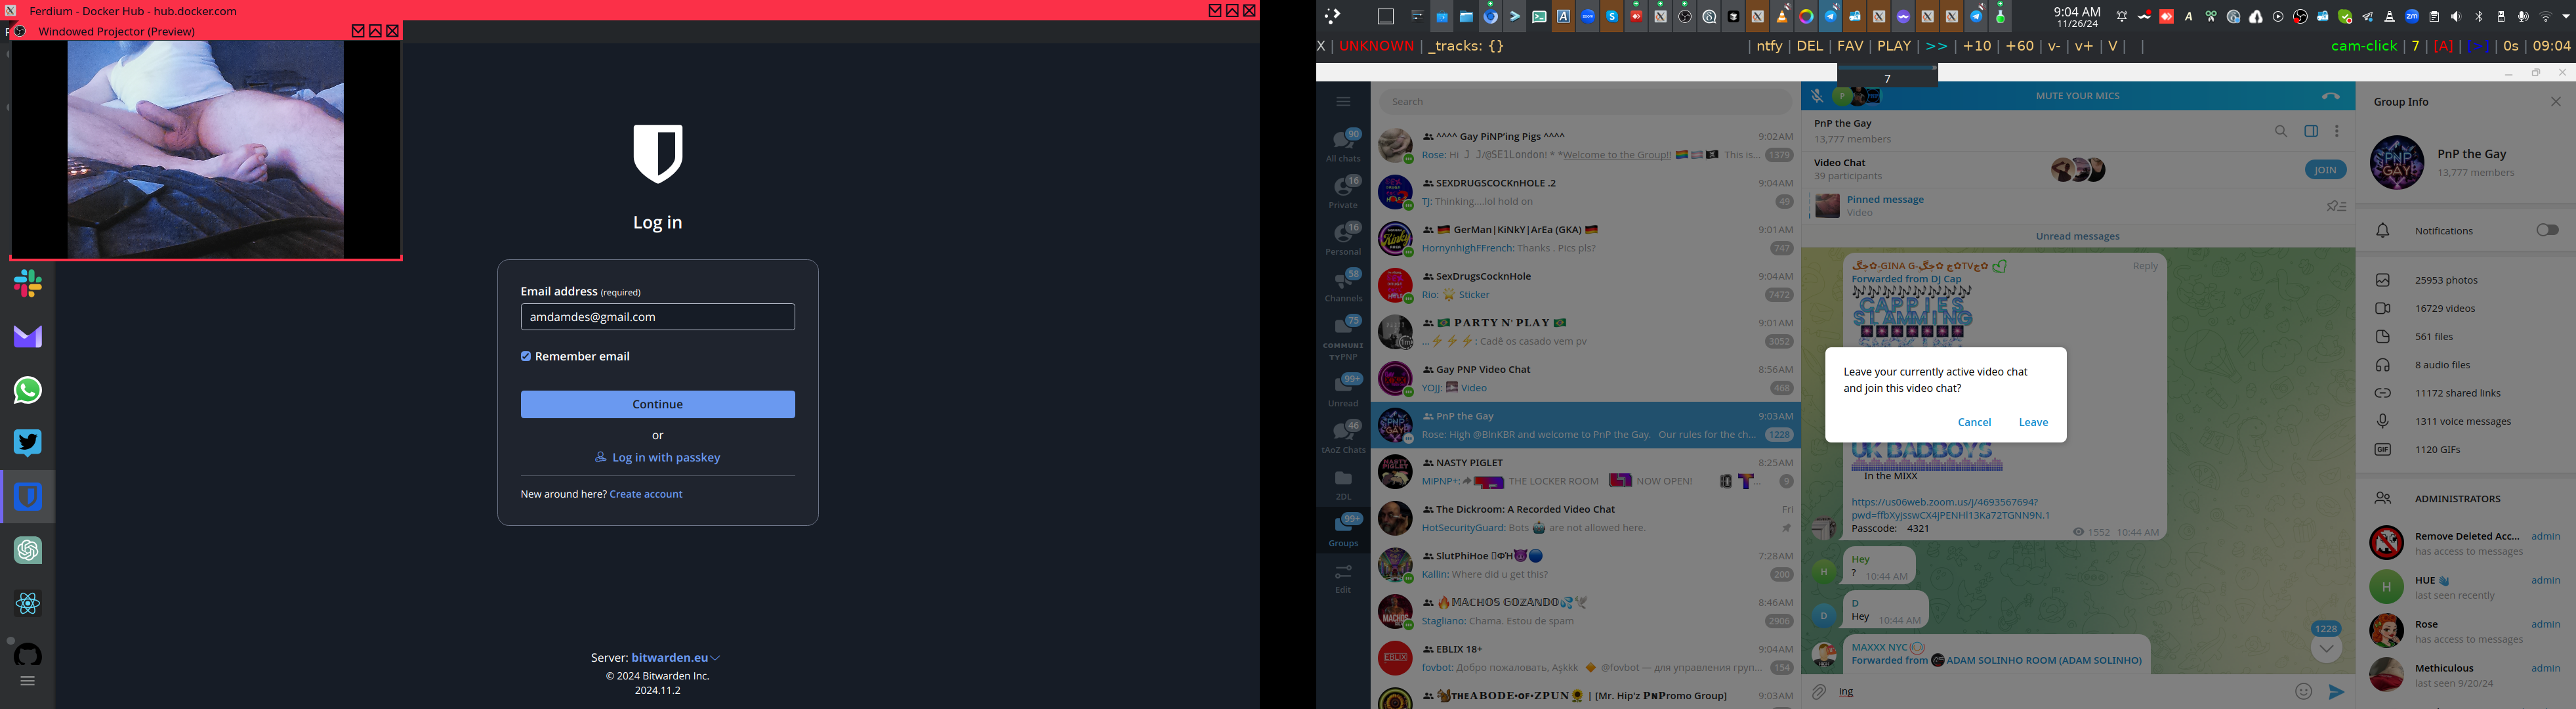 Ferdium - Docker Hub - hub.docker.com
Windowed Projector (Preview)
Log in
Email address (required)
amdamdes@gmail.com
Remember email
Continue
or
Log in with passkey
New around here? Create account
Server: bitwarden.eu
© 2024 Bitwarden Inc.
2024.11.2
9:04 AM
11/26/24
X | UNKNOWN | _tracks: {}
| ntfy | DEL | FAV | PLAY | >> | +10 | +60 | v- | v+ | V | |
cam-click | 7 | [A] | [>] | 0s | 09:04
7
Search
90
All chats
16
Private
16
Personal
58
Channels
75
COMMUNI
TYPNP
99+
Unread
46
tAoZ Chats
2DL
99+
Groups
Edit
^^^^ Gay PiNP'ing Pigs ^^^^ 9:02AM
Rose: Hi J J/@SE1London! * *Welcome to the Group!! 🏳️‍🌈 This is... 1379
SEXDRUGSCOCKnHOLE .2 9:04AM
TJ: Thinking....lol hold on 49
🇩🇪 GerMan|KiNkY|ArEa (GKA) 🇩🇪 9:01AM
HornynhighFFrench: Thanks . Pics pls? 747
SexDrugsCocknHole 9:04AM
Rio: Sticker 7472
🇧🇷 PARTY N' PLAY 🇧🇷 9:01AM
...⚡⚡⚡: Cadê os casado vem pv 3052
Gay PNP Video Chat 8:56AM
YOJJ: Video 468
PnP the Gay 9:03AM
Rose: High @BlnKBR and welcome to PnP the Gay. Our rules for the ch... 1228
NASTY PIGLET 8:25AM
MiPNP+: THE LOCKER ROOM NOW OPEN! 9
The Dickroom: A Recorded Video Chat Fri
HotSecurityGuard: Bots 🤖 are not allowed here.
SlutPhiHoe 7:28AM
Kallin: Where did u get this? 200
🔥MACHOS GOZANDO💦 8:46AM
Stagliano: Chama. Estou de spam 2906
EBLIX 18+ 9:04AM
fovbot: Добро пожаловать, Aşkkk 🔸 @fovbot — для управления груп... 154
THEABODE•OF•ZPUN🌻 | [Mr. Hip'z PNPromo Group] 9:03AM
MUTE YOUR MICS
PnP the Gay
13,777 members
Video Chat
39 participants
JOIN
Pinned message
Video
Unread messages
Reply
Forwarded from DJ Cap
Leave your currently active video chat
and join this video chat?
Cancel Leave
UK BADBOYS
In the MIXX
https://us06web.zoom.us/j/4693567694?
pwd=ffbXyjsswCX4jPENHl13Ka72TGNN9N.1
Passcode: 4321
1552 10:44 AM
Hey
? 10:44 AM
D
Hey 10:44 AM
MAXXX NYC
Forwarded from ADAM SOLINHO ROOM (ADAM SOLINHO)
1228
ing
Group Info
PnP the Gay
13,777 members
Notifications
25953 photos
16729 videos
561 files
8 audio files
11172 shared links
1311 voice messages
1120 GIFs
ADMINISTRATORS
Remove Deleted Acc... admin
has access to messages
HUE admin
last seen recently
Rose admin
has access to messages
Methiculous admin
last seen 9/20/24